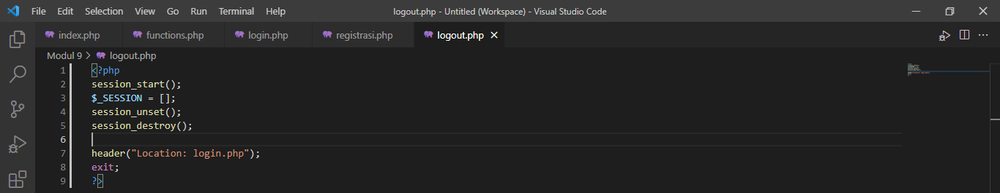 File Edit Selection View Go Run Terminal Help logout.php - Untitled (Workspace) - Visual Studio Code
index.php functions.php login.php registrasi.php logout.php
Modul 9 > logout.php
1 <?php
2 session_start();
3 $_SESSION = [];
4 session_unset();
5 session_destroy();
6
7 header("Location: login.php");
8 exit;
9 ?>